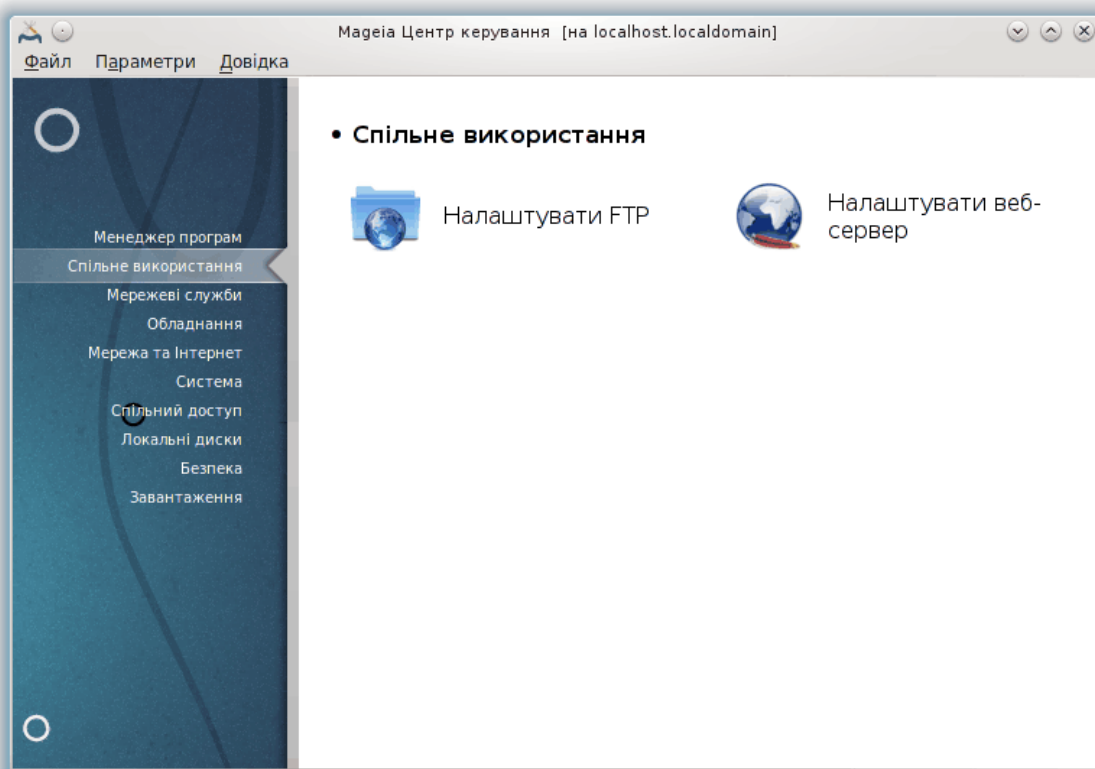 Mageia Центр керування [на localhost.localdomain]
Файл Параметри Довідка
• Спільне використання
Налаштувати FTP
Налаштувати веб-
сервер
Менеджер програм
Спільне використання
Мережеві служби
Обладнання
Мережа та Інтернет
Система
Спільний доступ
Локальні диски
Безпека
Завантаження